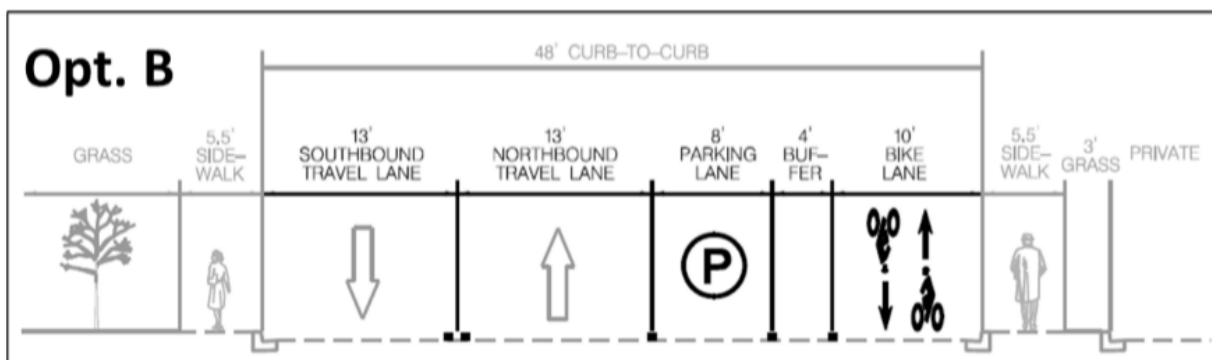 Opt. B
48' CURB–TO–CURB
GRASS
5.5'
SIDE–
WALK
13'
SOUTHBOUND
TRAVEL LANE
13'
NORTHBOUND
TRAVEL LANE
8'
PARKING
LANE
4'
BUF–
FER
10'
BIKE
LANE
5.5'
SIDE–
WALK
3'
GRASS
PRIVATE
P